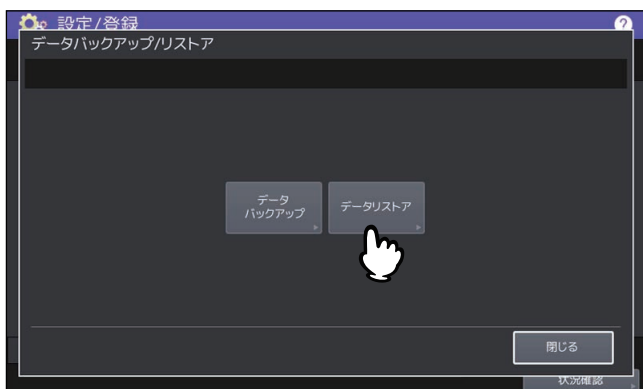 設定/登録
?
データバックアップ/リストア
データ
バックアップ
データリストア
閉じる
状況確認